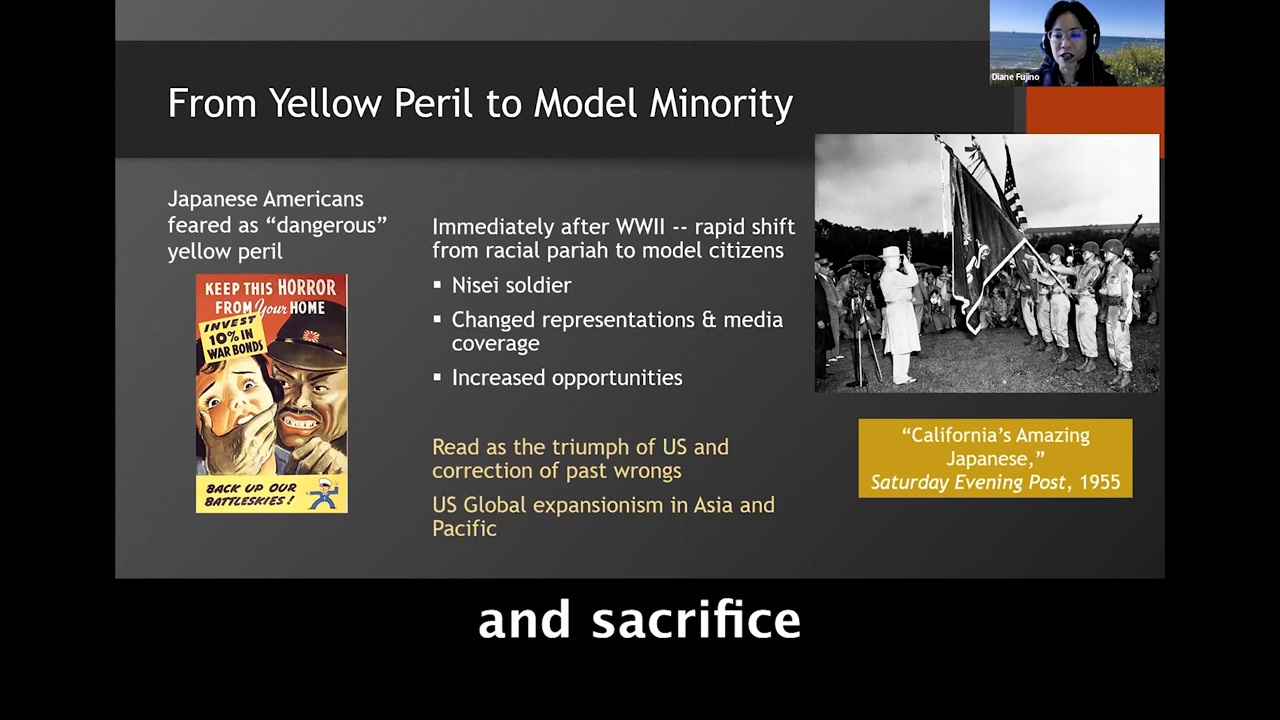 Diane Fujino
From Yellow Peril to Model Minority
Japanese Americans
feared as “dangerous”
yellow peril
KEEP THIS HORROR
FROM Your HOME
INVEST
10% IN
WAR BONDS
BACK UP OUR
BATTLESKIES!
Immediately after WWII -- rapid shift
from racial pariah to model citizens
▪ Nisei soldier
▪ Changed representations & media
coverage
▪ Increased opportunities
Read as the triumph of US and
correction of past wrongs
US Global expansionism in Asia and
Pacific
“California’s Amazing
Japanese,”
Saturday Evening Post, 1955
and sacrifice